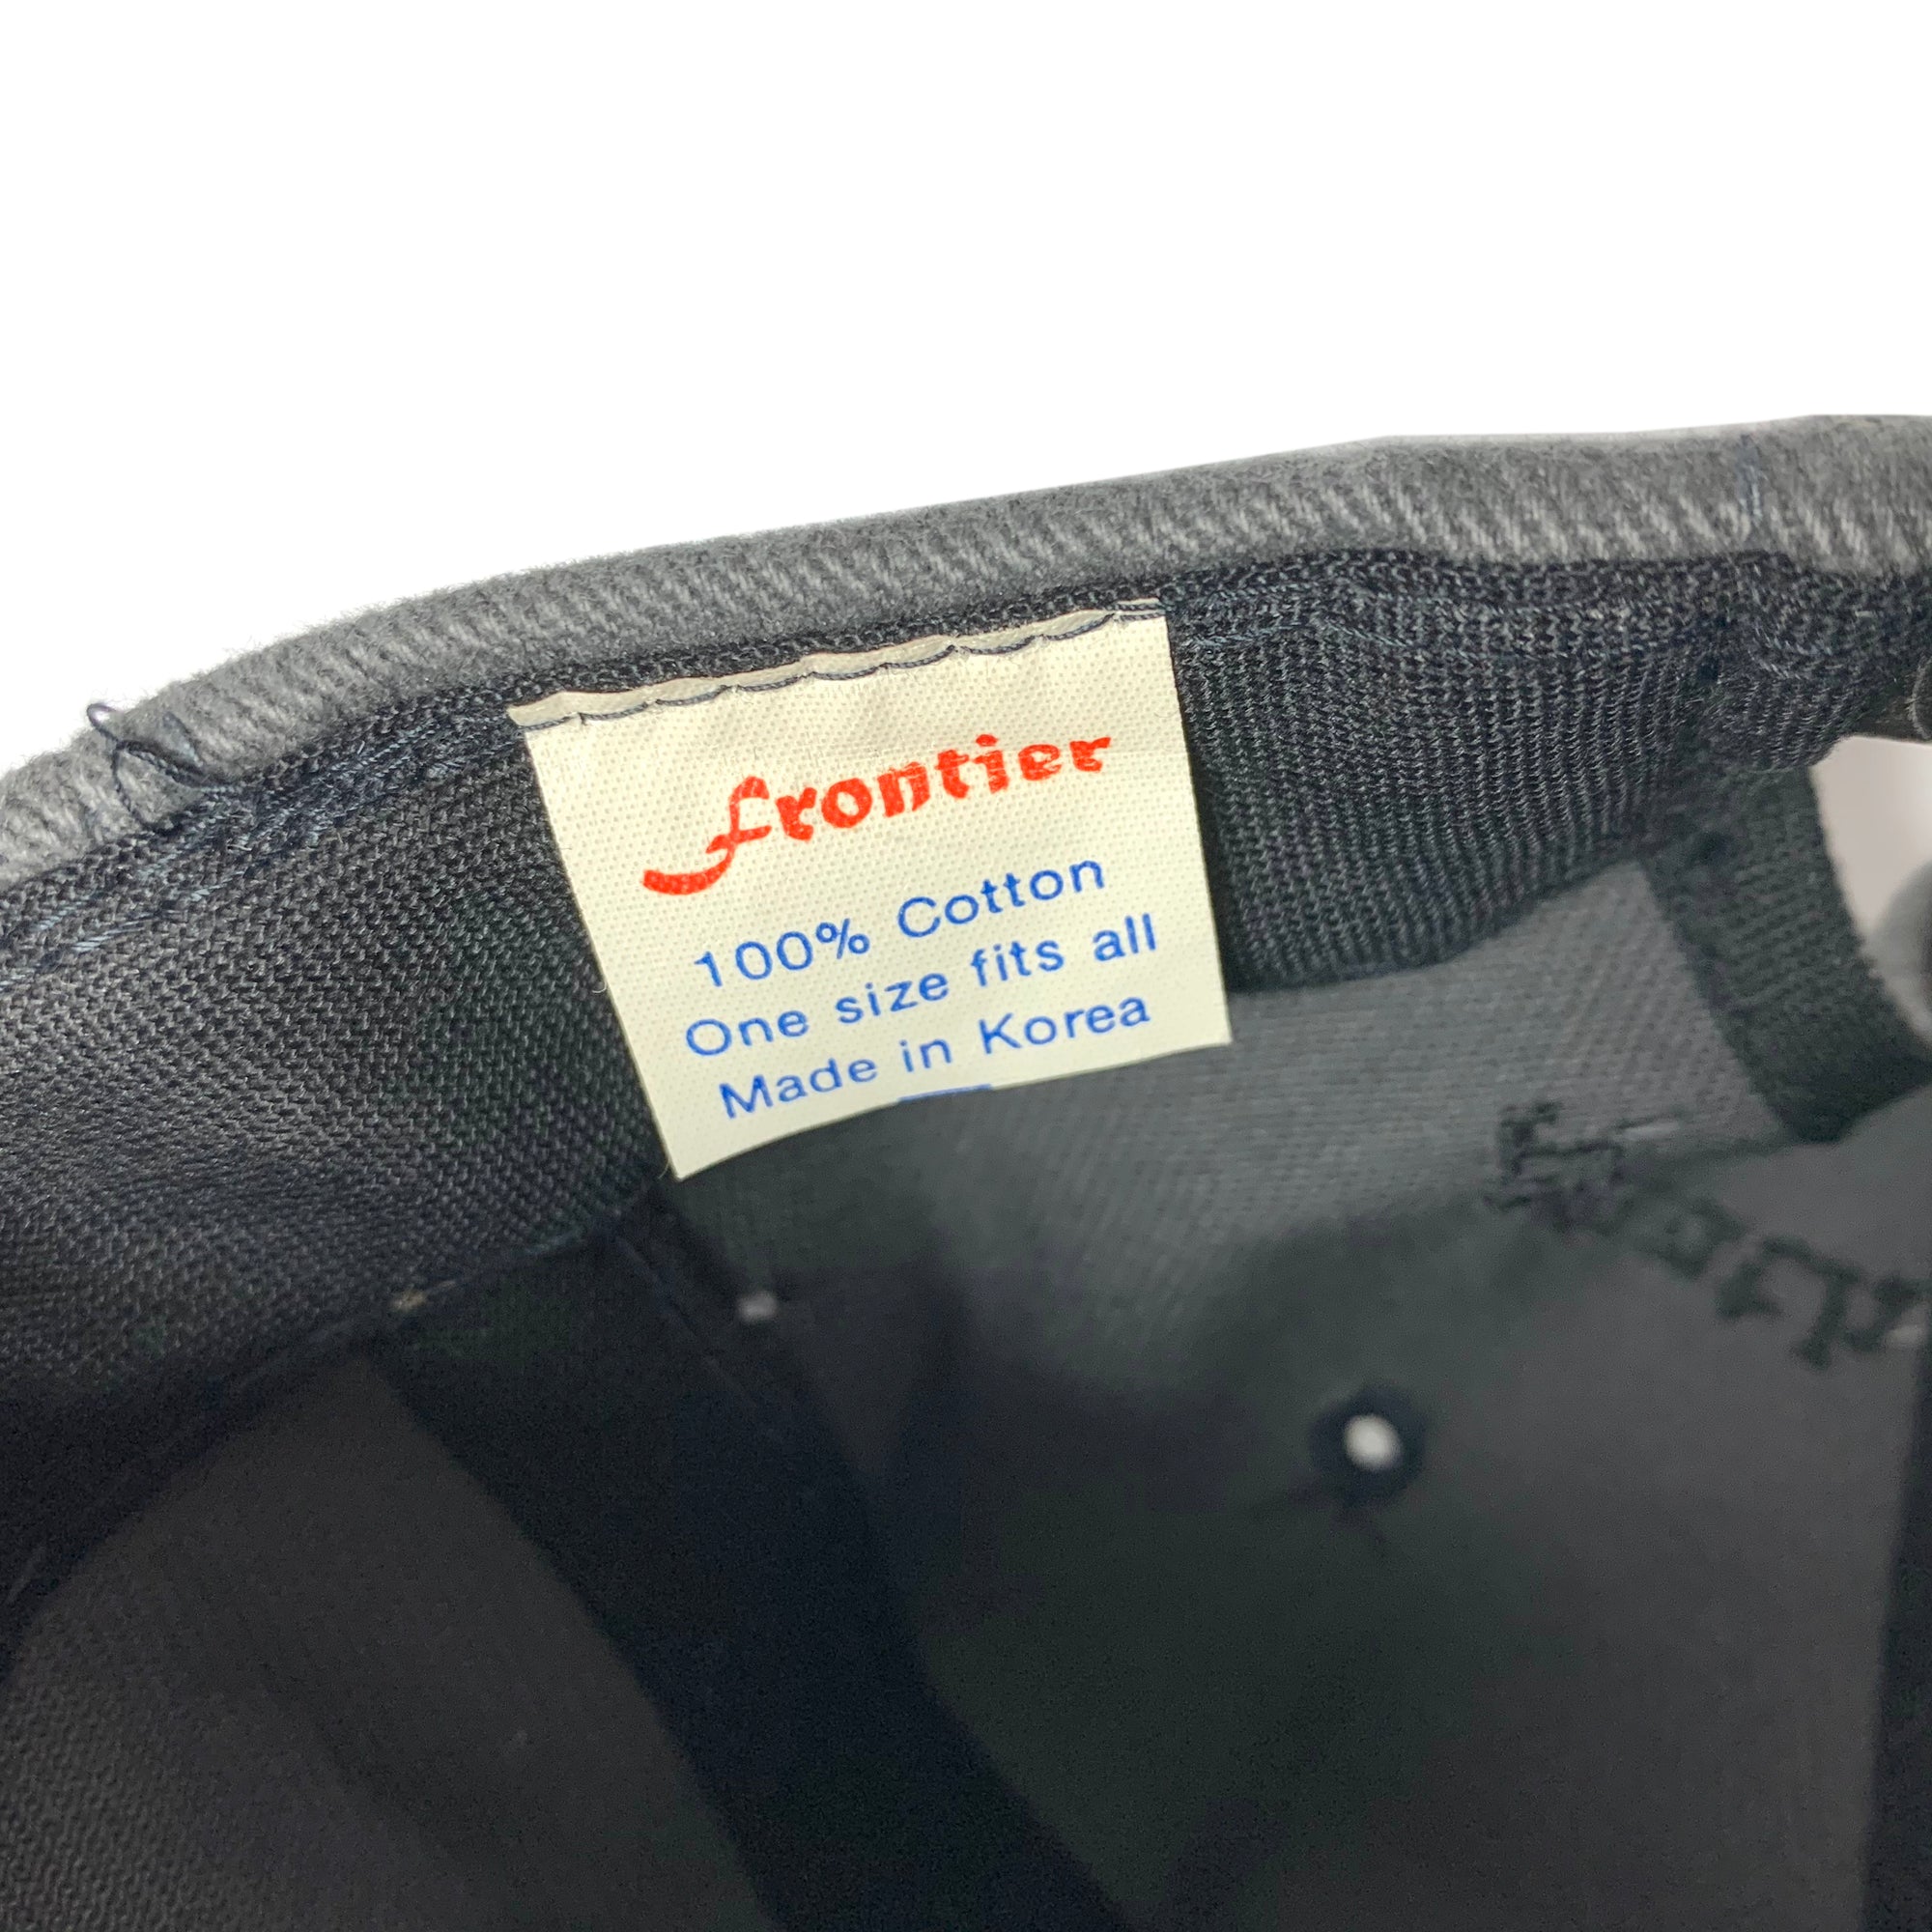 frontier
100% Cotton
One size fits all
Made in Korea